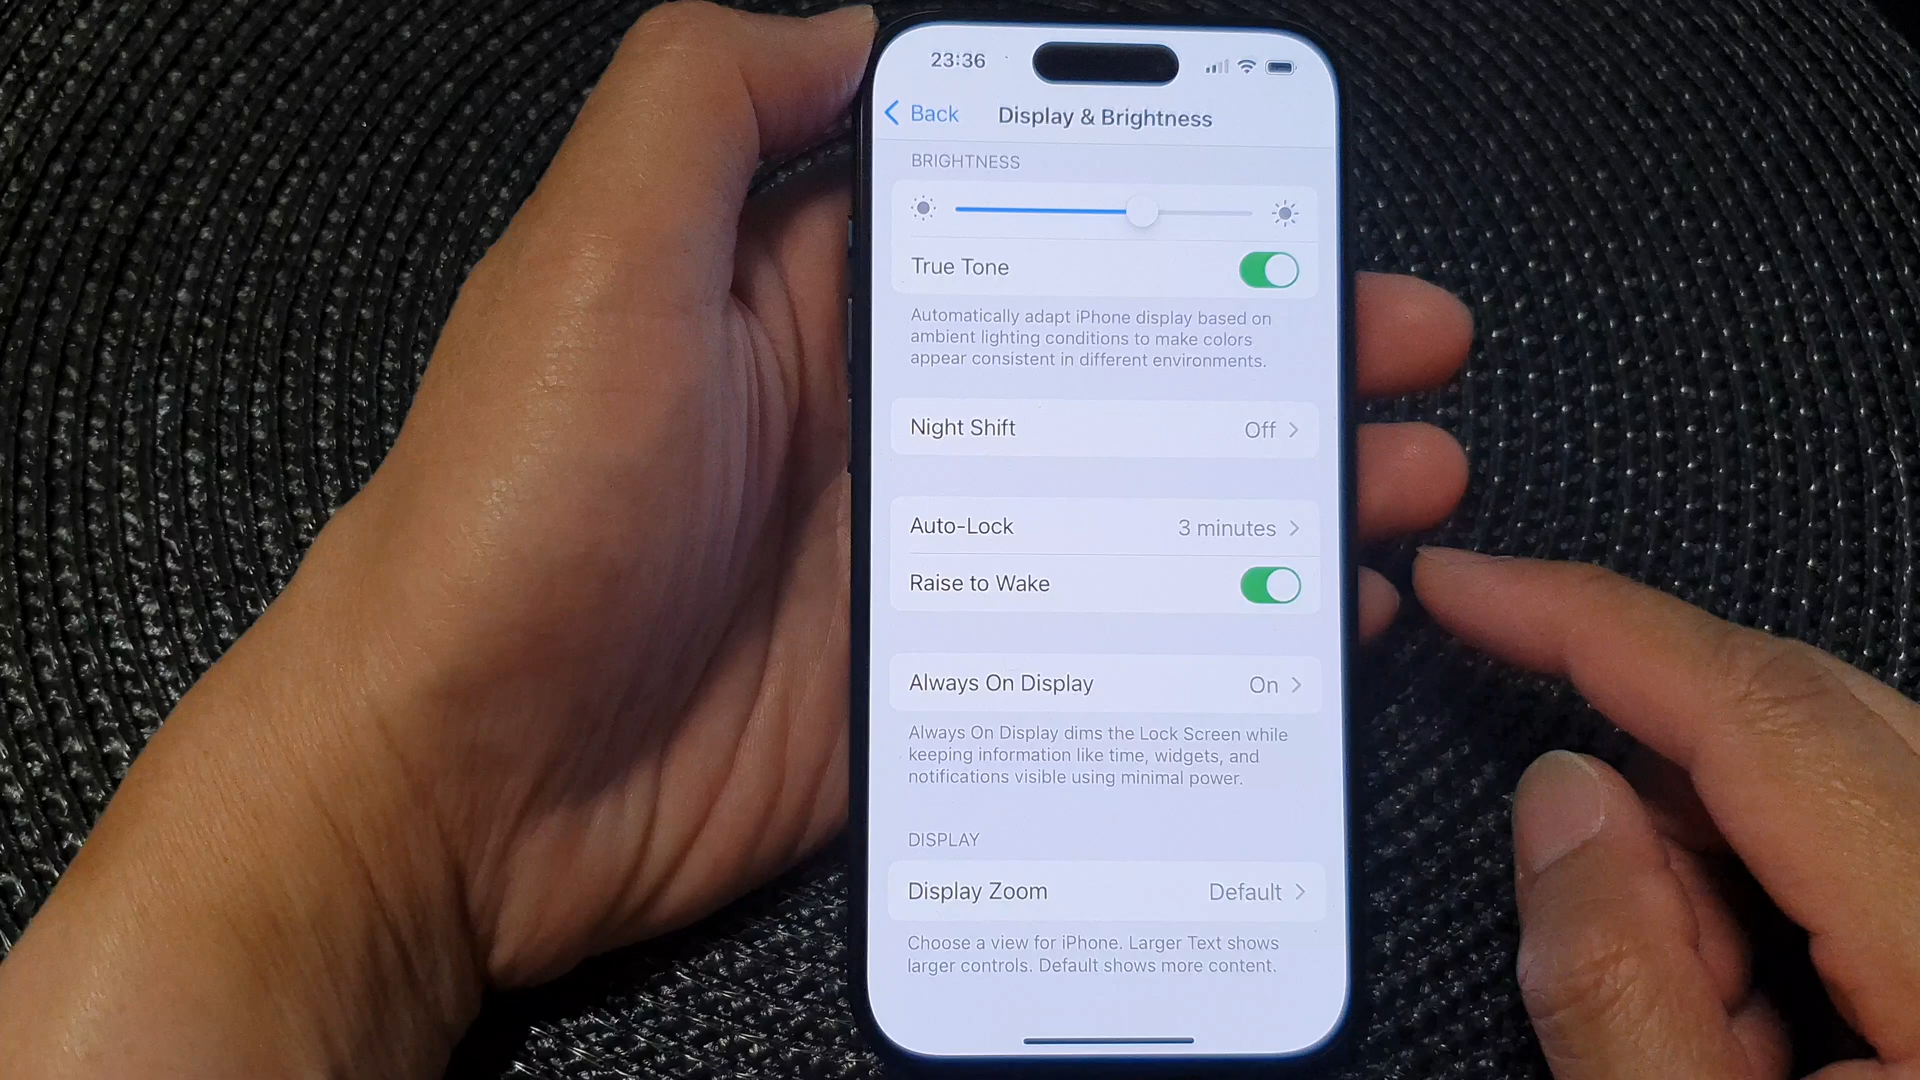 23:36
Back
Display & Brightness
BRIGHTNESS
True Tone
Automatically adapt iPhone display based on
ambient lighting conditions to make colors
appear consistent in different environments.
Night Shift
Off
Auto-Lock
3 minutes
Raise to Wake
Always On Display
On
Always On Display dims the Lock Screen while
keeping information like time, widgets, and
notifications visible using minimal power.
DISPLAY
Display Zoom
Default
Choose a view for iPhone. Larger Text shows
larger controls. Default shows more content.